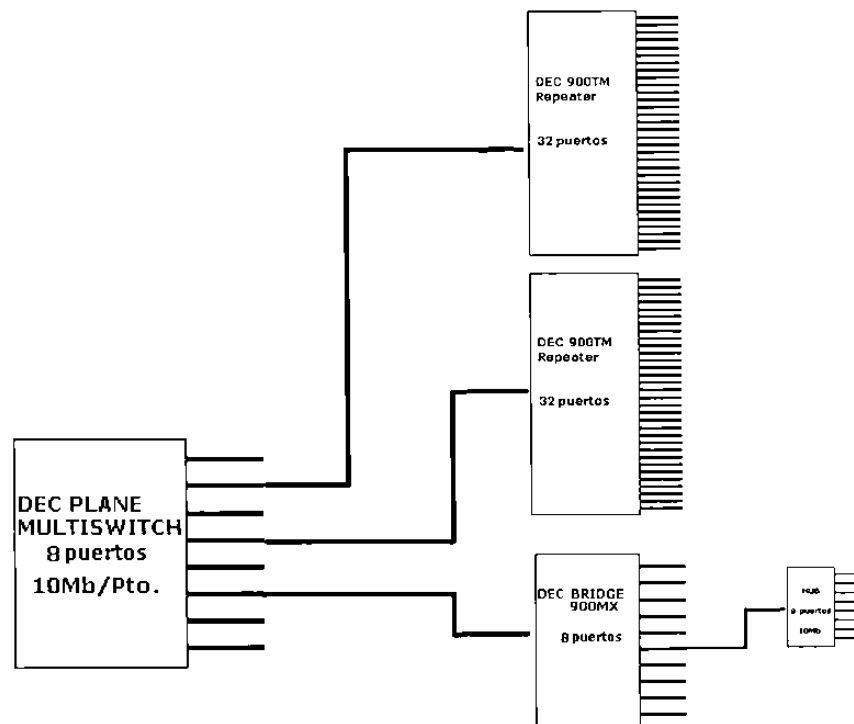 DEC 900TM
Repeater
32 puertos
DEC 900TM
Repeater
32 puertos
DEC PLANE
MULTISWITCH
8 puertos
10Mb/Pto.
DEC BRIDGE
900MX
8 puertos
HUB
8 puertos
10Mb